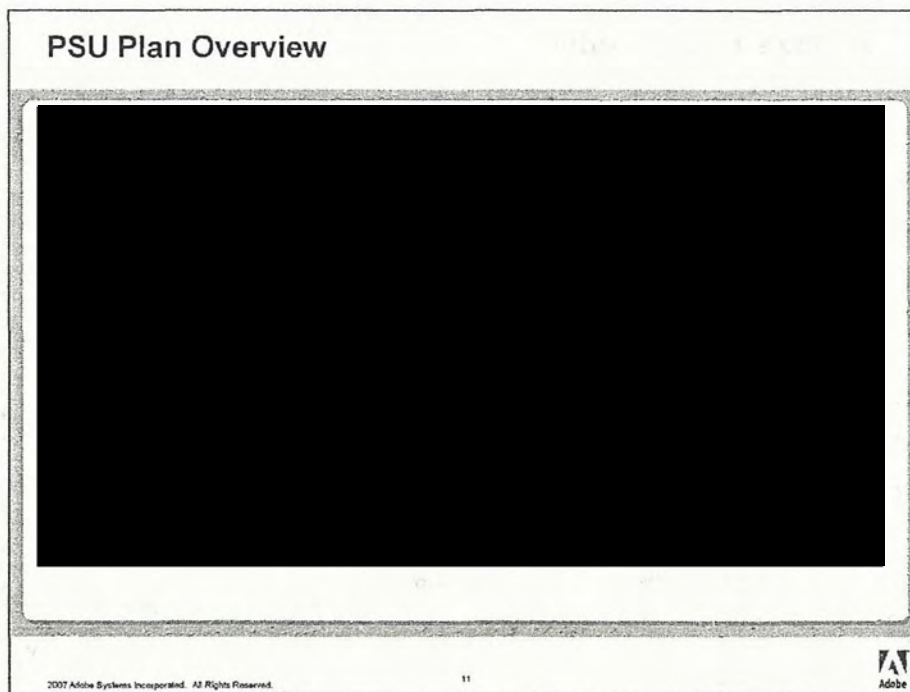 PSU Plan Overview
2007 Adobe Systems Incorporated. All Rights Reserved.
11
Adobe